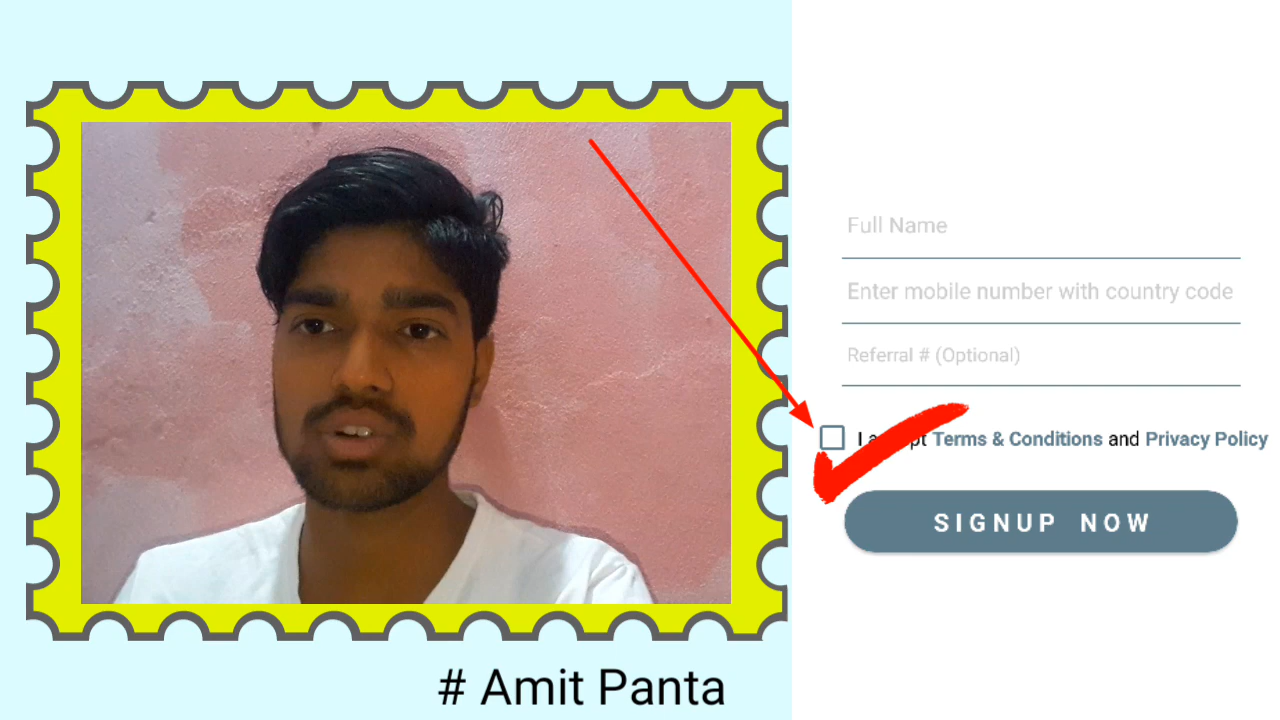 Full Name
Enter mobile number with country code
Referral # (Optional)
I accept Terms & Conditions and Privacy Policy
SIGNUP NOW
# Amit Panta